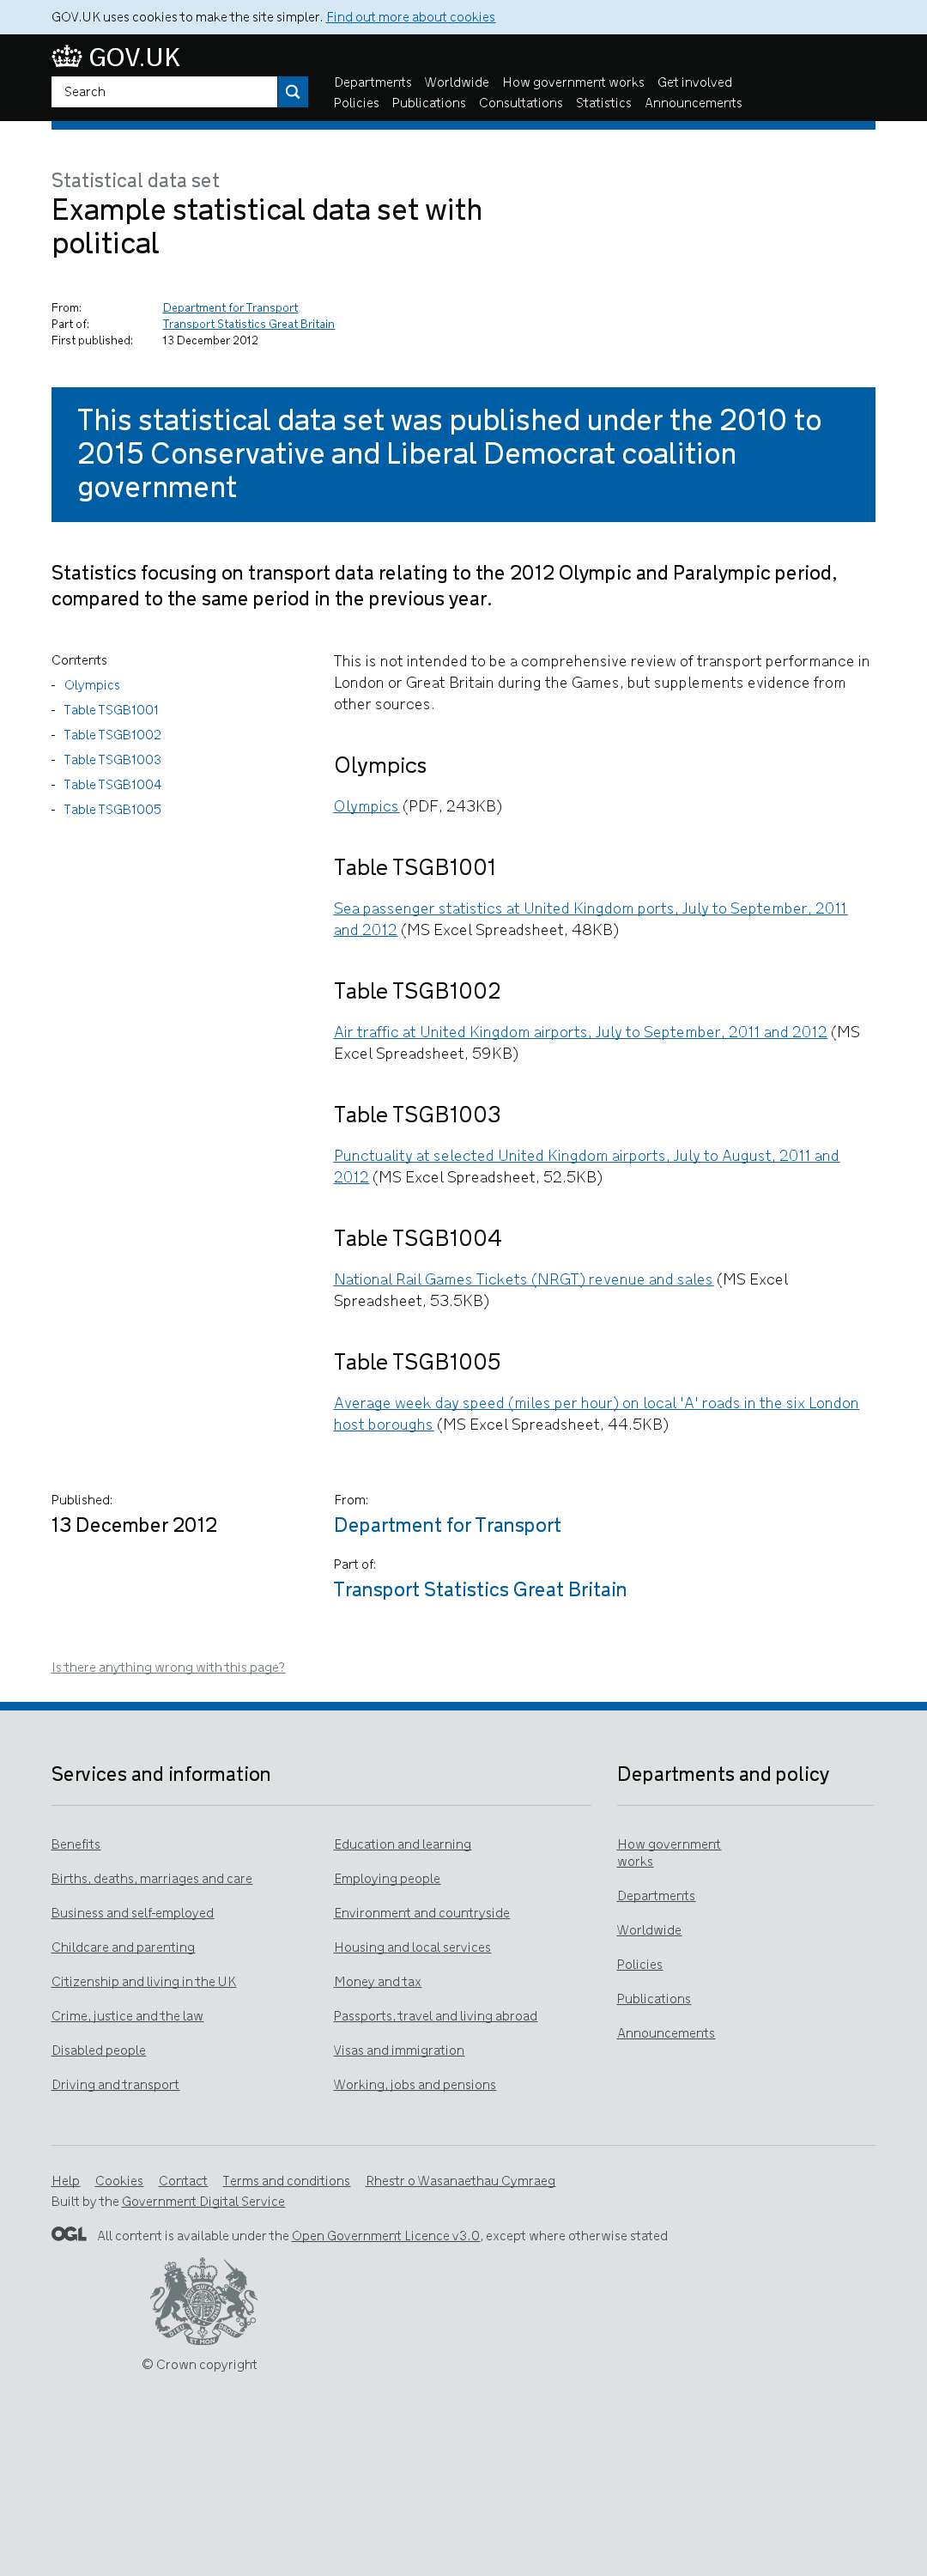 GOV.UK uses cookies to make the site simpler. Find out more about cookies
GOV.UK
Search
Departments Worldwide How government works Get involved
Policies Publications Consultations Statistics Announcements
Statistical data set
Example statistical data set with
political
From: Department for Transport
Part of: Transport Statistics Great Britain
First published: 13 December 2012
This statistical data set was published under the 2010 to
2015 Conservative and Liberal Democrat coalition
government
Statistics focusing on transport data relating to the 2012 Olympic and Paralympic period,
compared to the same period in the previous year.
Contents
- Olympics
- Table TSGB1001
- Table TSGB1002
- Table TSGB1003
- Table TSGB1004
- Table TSGB1005
This is not intended to be a comprehensive review of transport performance in
London or Great Britain during the Games, but supplements evidence from
other sources.
Olympics
Olympics (PDF, 243KB)
Table TSGB1001
Sea passenger statistics at United Kingdom ports, July to September, 2011
and 2012 (MS Excel Spreadsheet, 48KB)
Table TSGB1002
Air traffic at United Kingdom airports, July to September, 2011 and 2012 (MS
Excel Spreadsheet, 59KB)
Table TSGB1003
Punctuality at selected United Kingdom airports, July to August, 2011 and
2012 (MS Excel Spreadsheet, 52.5KB)
Table TSGB1004
National Rail Games Tickets (NRGT) revenue and sales (MS Excel
Spreadsheet, 53.5KB)
Table TSGB1005
Average week day speed (miles per hour) on local 'A' roads in the six London
host boroughs (MS Excel Spreadsheet, 44.5KB)
Published:
13 December 2012
From:
Department for Transport
Part of:
Transport Statistics Great Britain
Is there anything wrong with this page?
Services and information
Benefits
Births, deaths, marriages and care
Business and self-employed
Childcare and parenting
Citizenship and living in the UK
Crime, justice and the law
Disabled people
Driving and transport
Education and learning
Employing people
Environment and countryside
Housing and local services
Money and tax
Passports, travel and living abroad
Visas and immigration
Working, jobs and pensions
Departments and policy
How government
works
Departments
Worldwide
Policies
Publications
Announcements
Help Cookies Contact Terms and conditions Rhestr o Wasanaethau Cymraeg
Built by the Government Digital Service
OGL All content is available under the Open Government Licence v3.0, except where otherwise stated
© Crown copyright